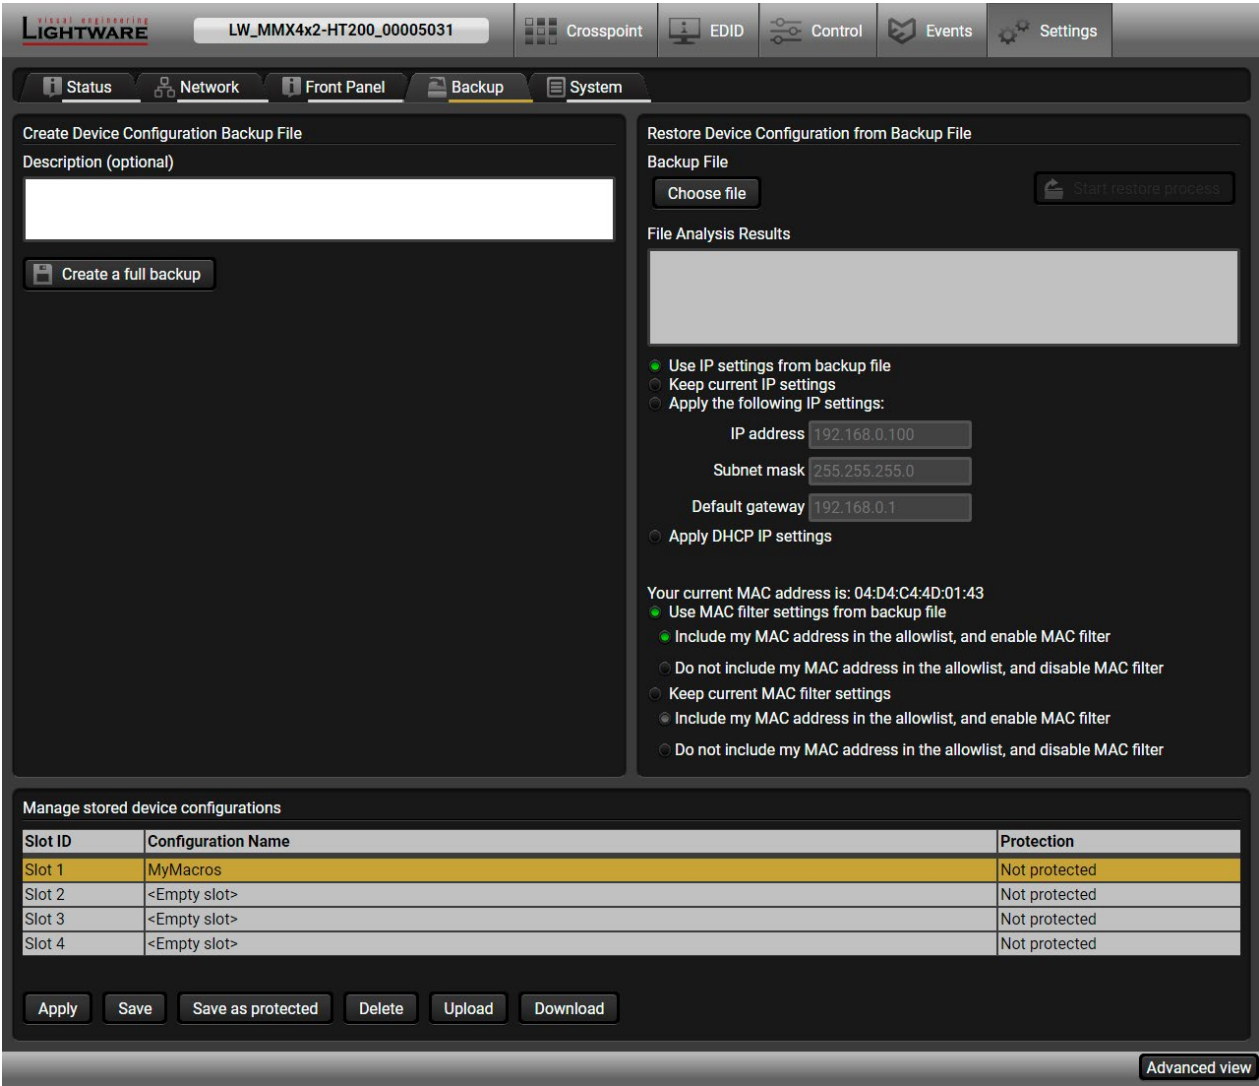 visual engineering
LIGHTWARE
LW_MMX4x2-HT200_00005031
Crosspoint
EDID
Control
Events
Settings
Status
Network
Front Panel
Backup
System
Create Device Configuration Backup File
Description (optional)
Create a full backup
Restore Device Configuration from Backup File
Backup File
Choose file
Start restore process
File Analysis Results
Use IP settings from backup file
Keep current IP settings
Apply the following IP settings:
IP address 192.168.0.100
Subnet mask 255.255.255.0
Default gateway 192.168.0.1
Apply DHCP IP settings
Your current MAC address is: 04:D4:C4:4D:01:43
Use MAC filter settings from backup file
Include my MAC address in the allowlist, and enable MAC filter
Do not include my MAC address in the allowlist, and disable MAC filter
Keep current MAC filter settings
Include my MAC address in the allowlist, and enable MAC filter
Do not include my MAC address in the allowlist, and disable MAC filter
Manage stored device configurations
Slot ID Configuration Name Protection
Slot 1 MyMacros Not protected
Slot 2 <Empty slot> Not protected
Slot 3 <Empty slot> Not protected
Slot 4 <Empty slot> Not protected
Apply Save Save as protected Delete Upload Download
Advanced view